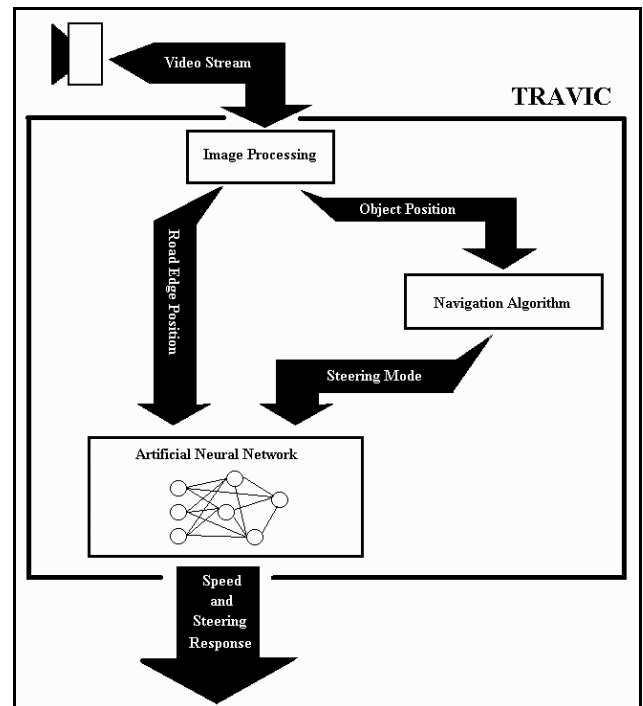 Video Stream
TRAVIC
Image Processing
Object Position
Road Edge Position
Navigation Algorithm
Steering Mode
Artificial Neural Network
Speed
and
Steering
Response